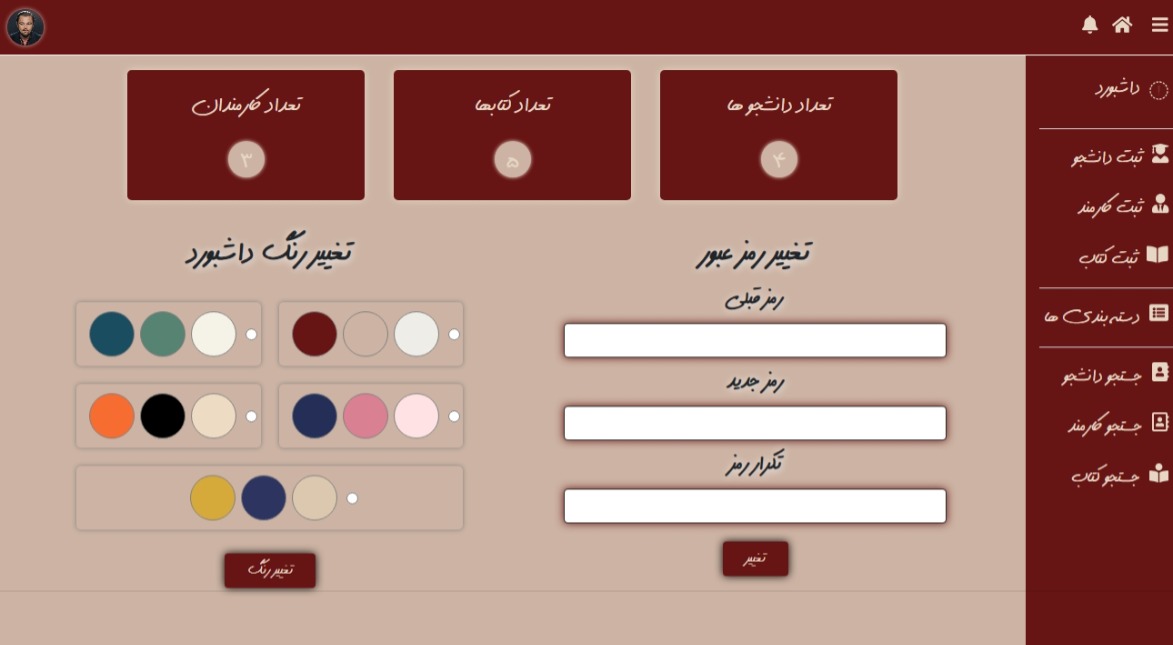 داشبورد
ثبت دانشجو
ثبت کارمند
ثبت کتاب
دسته بندی ها
جستجو دانشجو
جستجو کارمند
جستجو کتاب
تعداد دانشجو ها
۴
تعداد کتابها
۵
تعداد کارمندان
۳
تغییر رمز عبور
رمز قبلی
رمز جدید
تکرار رمز
تغییر
تغییر رنگ داشبورد
تغییر رنگ